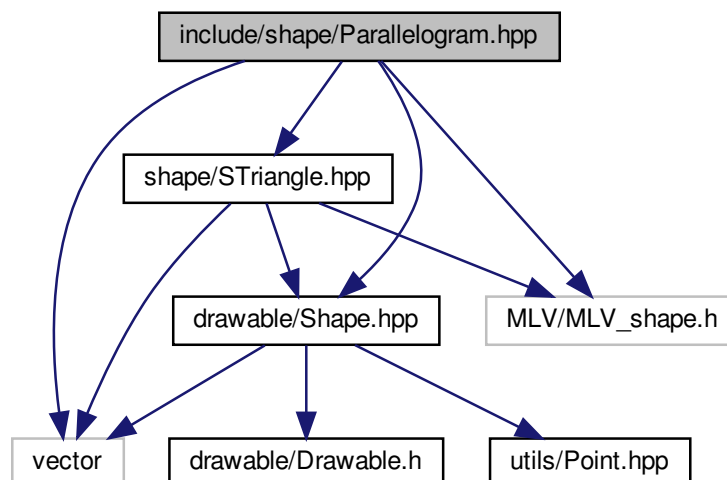 include/shape/Parallelogram.hpp
shape/STriangle.hpp
drawable/Shape.hpp
MLV/MLV_shape.h
vector
drawable/Drawable.h
utils/Point.hpp